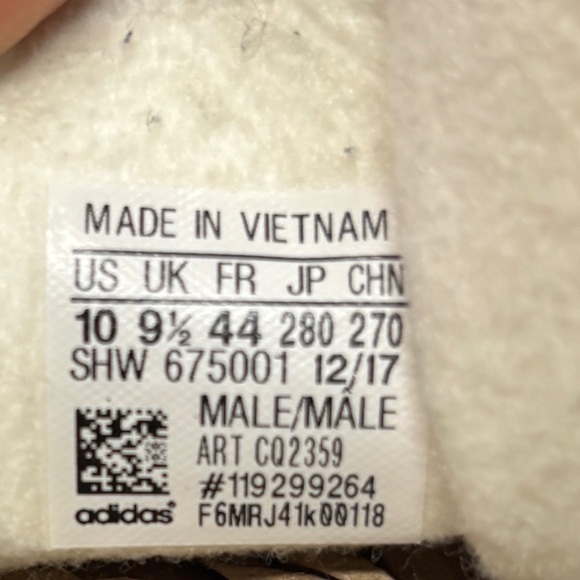 MADE IN VIETNAM
US UK FR JP CHN
10 9½ 44 280 270
SHW 675001 12/17
MALE/MÂLE
ART CQ2359
#119299264
adidas® F6MRJ41k00118